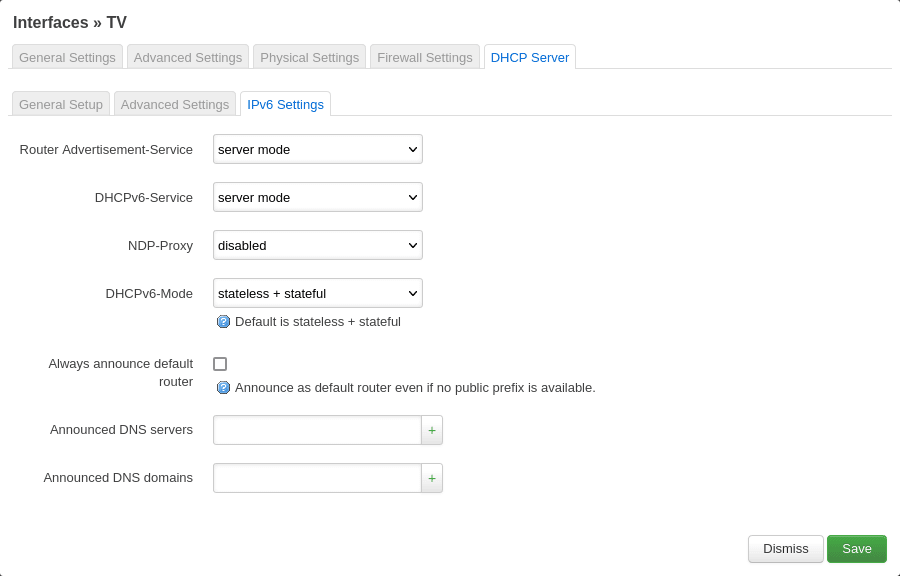 Interfaces » TV
General Settings Advanced Settings Physical Settings Firewall Settings DHCP Server
General Setup Advanced Settings IPv6 Settings
Router Advertisement-Service server mode
DHCPv6-Service server mode
NDP-Proxy disabled
DHCPv6-Mode stateless + stateful
Default is stateless + stateful
Always announce default
router
Announce as default router even if no public prefix is available.
Announced DNS servers +
Announced DNS domains +
Dismiss Save